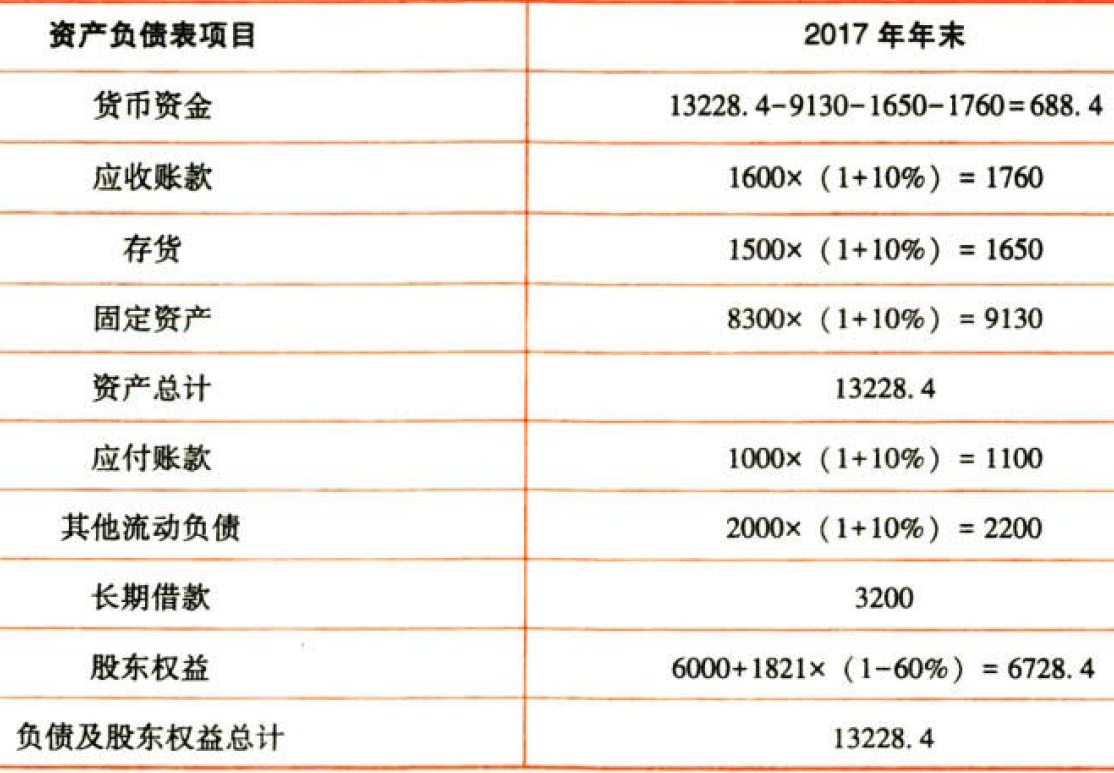 资产负债表项目 2017 年年末
货币资金 13228.4-9130-1650-1760=688.4
应收账款 1600×（1+10%）= 1760
存货 1500×（1+10%）= 1650
固定资产 8300×（1+10%）= 9130
资产总计 13228.4
应付账款 1000×（1+10%）= 1100
其他流动负债 2000×（1+10%）= 2200
长期借款 3200
股东权益 6000+1821×（1-60%）= 6728.4
负债及股东权益总计 13228.4